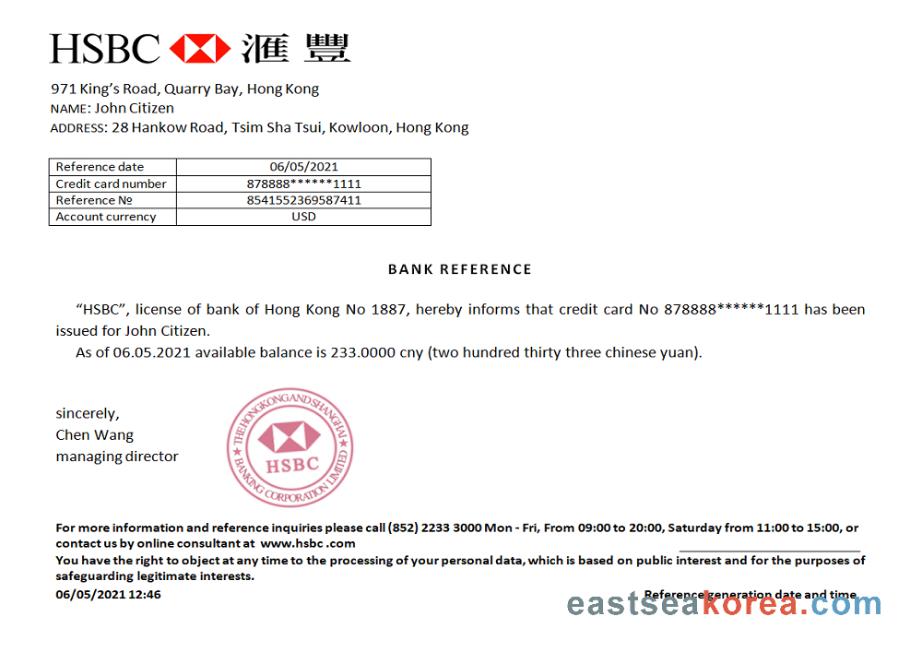 HSBC 滙豐
971 King's Road, Quarry Bay, Hong Kong
NAME: John Citizen
ADDRESS: 28 Hankow Road, Tsim Sha Tsui, Kowloon, Hong Kong
Reference date 06/05/2021
Credit card number 878888******1111
Reference № 8541552369587411
Account currency USD
BANK REFERENCE
“HSBC”, license of bank of Hong Kong No 1887, hereby informs that credit card No 878888******1111 has been
issued for John Citizen.
As of 06.05.2021 available balance is 233.0000 cny (two hundred thirty three chinese yuan).
sincerely,
Chen Wang
managing director
THE HONGKONG AND SHANGHAI
HSBC
BANKING CORPORATION LIMITED
For more information and reference inquiries please call (852) 2233 3000 Mon - Fri, From 09:00 to 20:00, Saturday from 11:00 to 15:00, or
contact us by online consultant at www.hsbc .com
You have the right to object at any time to the processing of your personal data, which is based on public interest and for the purposes of
safeguarding legitimate interests.
06/05/2021 12:46 Reference generation date and time
eastseakorea.com